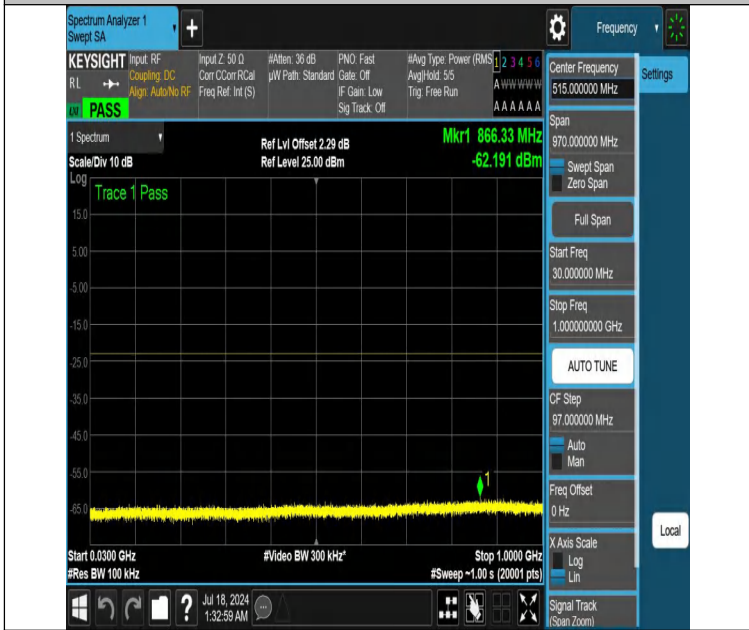 Spectrum Analyzer 1
Swept SA
+
Frequency
KEYSIGHT
RL
PASS
Input: RF
Coupling: DC
Align: Auto/No RF
Input Z: 50 Ω
Corr CCorr RCal
Freq Ref: Int (S)
#Atten: 36 dB
µW Path: Standard
PNO: Fast
Gate: Off
IF Gain: Low
Sig Track: Off
#Avg Type: Power (RMS
Avg|Hold: 5/5
Trig: Free Run
1 2 3 4 5 6
A W W W W W
A A A A A A
1 Spectrum
Scale/Div 10 dB
Ref Lvl Offset 2.29 dB
Ref Level 25.00 dBm
Mkr1 866.33 MHz
-62.191 dBm
Log
Trace 1 Pass
15.0
5.00
-5.00
-15.0
-25.0
-35.0
-45.0
-55.0
-65.0
1
Start 0.0300 GHz
#Res BW 100 kHz
#Video BW 300 kHz*
Stop 1.0000 GHz
#Sweep ~1.00 s (20001 pts)
Center Frequency
515.000000 MHz
Settings
Span
970.000000 MHz
Swept Span
Zero Span
Full Span
Start Freq
30.000000 MHz
Stop Freq
1.000000000 GHz
AUTO TUNE
CF Step
97.000000 MHz
Auto
Man
Freq Offset
0 Hz
X Axis Scale
Log
Lin
Local
Signal Track
(Span Zoom)
?
Jul 18, 2024
1:32:59 AM